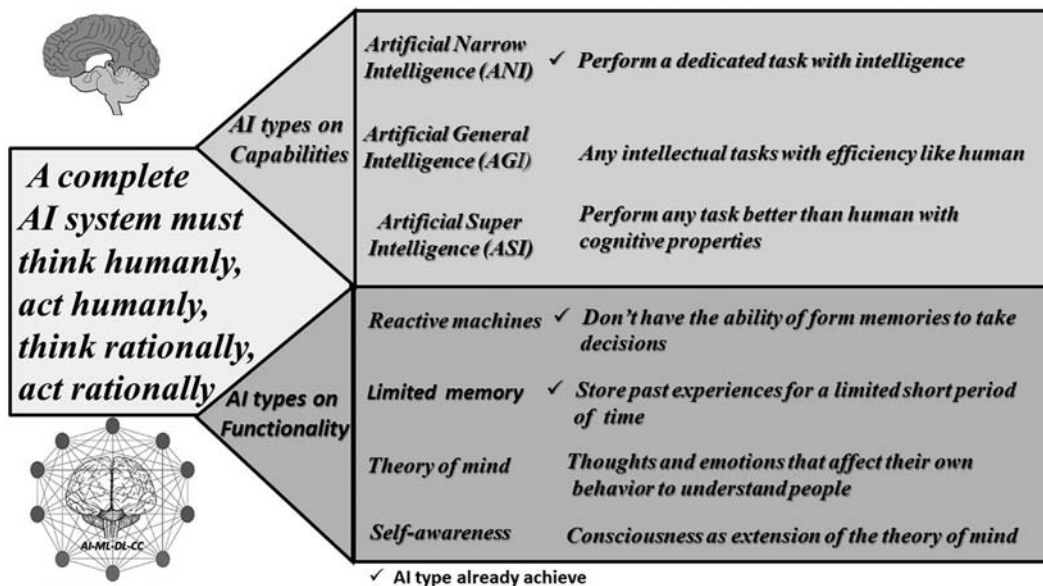 A complete
AI system must
think humanly,
act humanly,
think rationally,
act rationally
AI types on
Capabilities
Artificial Narrow
Intelligence (ANI)
✓ Perform a dedicated task with intelligence
Artificial General
Intelligence (AGI)
Any intellectual tasks with efficiency like human
Artificial Super
Intelligence (ASI)
Perform any task better than human with
cognitive properties
AI types on
Functionality
Reactive machines
✓ Don't have the ability of form memories to take
decisions
Limited memory
✓ Store past experiences for a limited short period
of time
Theory of mind
Thoughts and emotions that affect their own
behavior to understand people
Self-awareness
Consciousness as extension of the theory of mind
AI-ML-DL-CC
✓ AI type already achieve